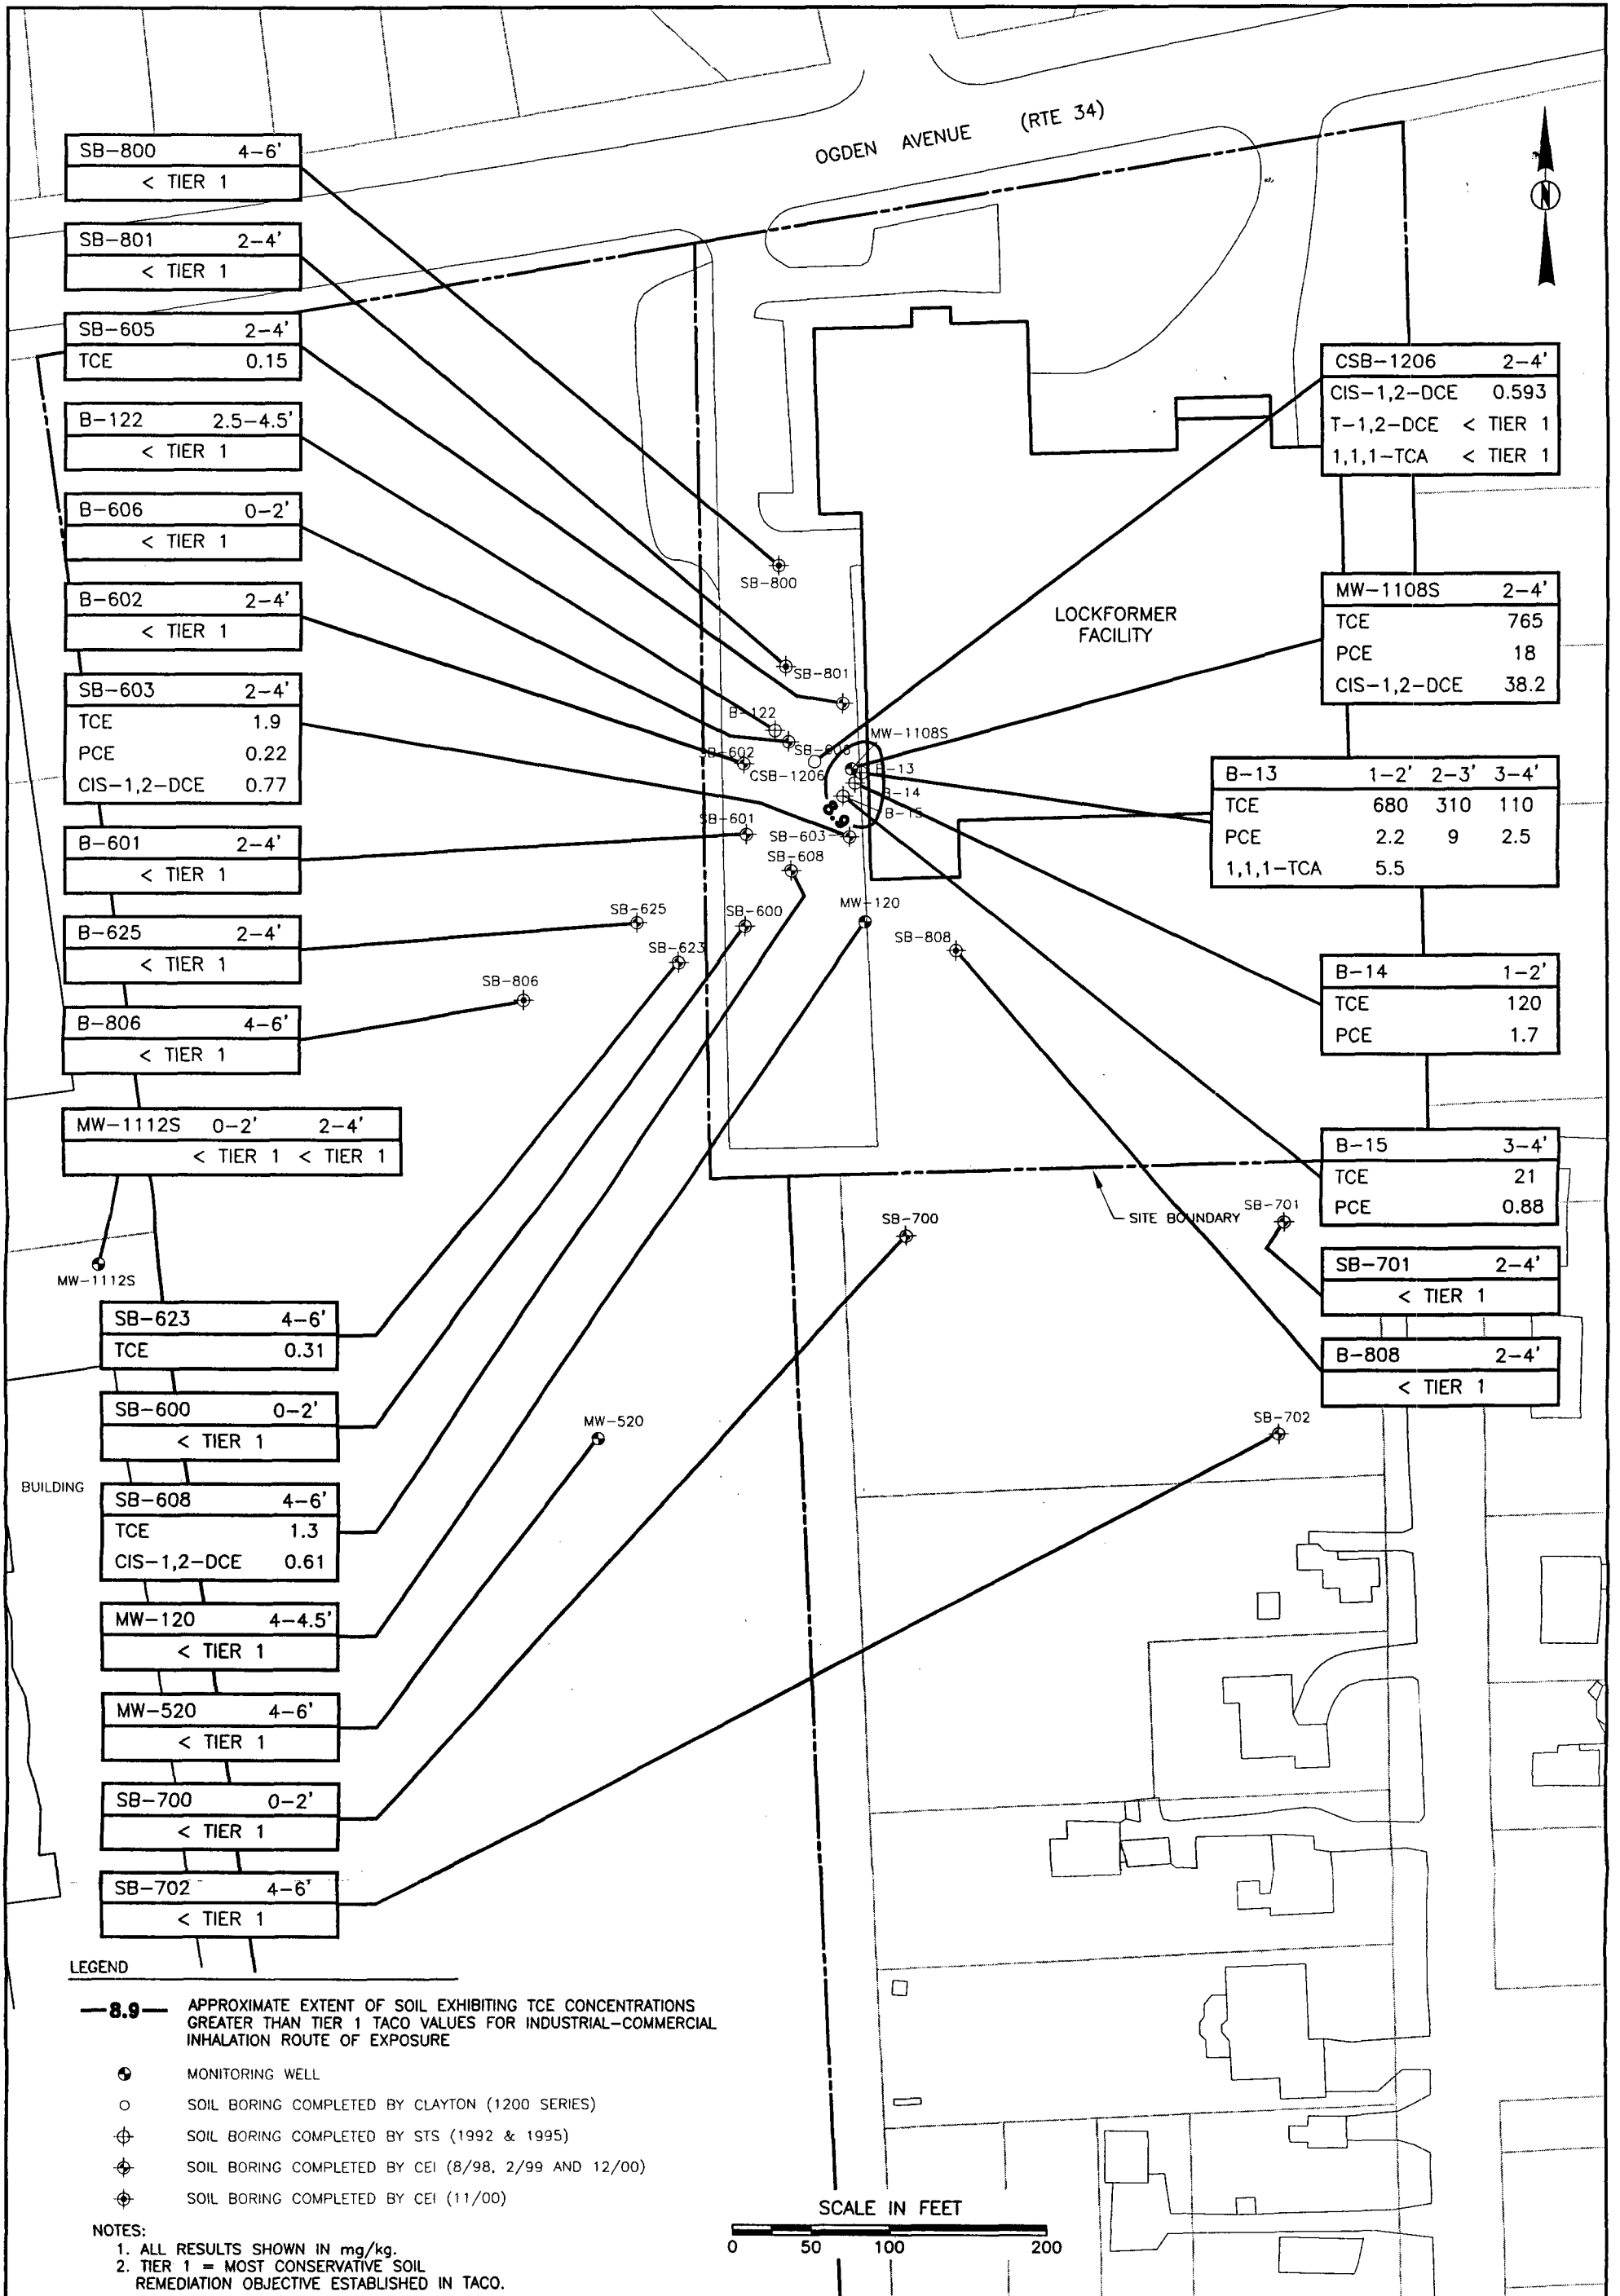 OGDEN AVENUE (RTE 34)
SB-800 4-6'
< TIER 1
SB-801 2-4'
< TIER 1
SB-605 2-4'
TCE 0.15
B-122 2.5-4.5'
< TIER 1
B-606 0-2'
< TIER 1
B-602 2-4'
< TIER 1
SB-603 2-4'
TCE 1.9
PCE 0.22
CIS-1,2-DCE 0.77
B-601 2-4'
< TIER 1
B-625 2-4'
< TIER 1
B-806 4-6'
< TIER 1
MW-1112S 0-2' 2-4'
< TIER 1 < TIER 1
MW-1112S
SB-623 4-6'
TCE 0.31
SB-600 0-2'
< TIER 1
BUILDING
SB-608 4-6'
TCE 1.3
CIS-1,2-DCE 0.61
MW-120 4-4.5'
< TIER 1
MW-520 4-6'
< TIER 1
SB-700 0-2'
< TIER 1
SB-702 4-6'
< TIER 1
N
CSB-1206 2-4'
CIS-1,2-DCE 0.593
T-1,2-DCE < TIER 1
1,1,1-TCA < TIER 1
MW-1108S 2-4'
TCE 765
PCE 18
CIS-1,2-DCE 38.2
B-13 1-2' 2-3' 3-4'
TCE 680 310 110
PCE 2.2 9 2.5
1,1,1-TCA 5.5
B-14 1-2'
TCE 120
PCE 1.7
B-15 3-4'
TCE 21
PCE 0.88
SB-701 2-4'
< TIER 1
B-808 2-4'
< TIER 1
LOCKFORMER
FACILITY
SB-800
SB-801
B-122
SB-606
SB-602
CSB-1206
MW-1108S
B-13
B-14
B-15
8.9
SB-601
SB-603
SB-608
SB-625
SB-600
MW-120
SB-623
SB-808
SB-806
SITE BOUNDARY
SB-701
SB-700
MW-520
SB-702
LEGEND
8.9 APPROXIMATE EXTENT OF SOIL EXHIBITING TCE CONCENTRATIONS
GREATER THAN TIER 1 TACO VALUES FOR INDUSTRIAL-COMMERCIAL
INHALATION ROUTE OF EXPOSURE
MONITORING WELL
SOIL BORING COMPLETED BY CLAYTON (1200 SERIES)
SOIL BORING COMPLETED BY STS (1992 & 1995)
SOIL BORING COMPLETED BY CEI (8/98, 2/99 AND 12/00)
SOIL BORING COMPLETED BY CEI (11/00)
NOTES:
1. ALL RESULTS SHOWN IN mg/kg.
2. TIER 1 = MOST CONSERVATIVE SOIL
REMEDIATION OBJECTIVE ESTABLISHED IN TACO.
SCALE IN FEET
0 50 100 200